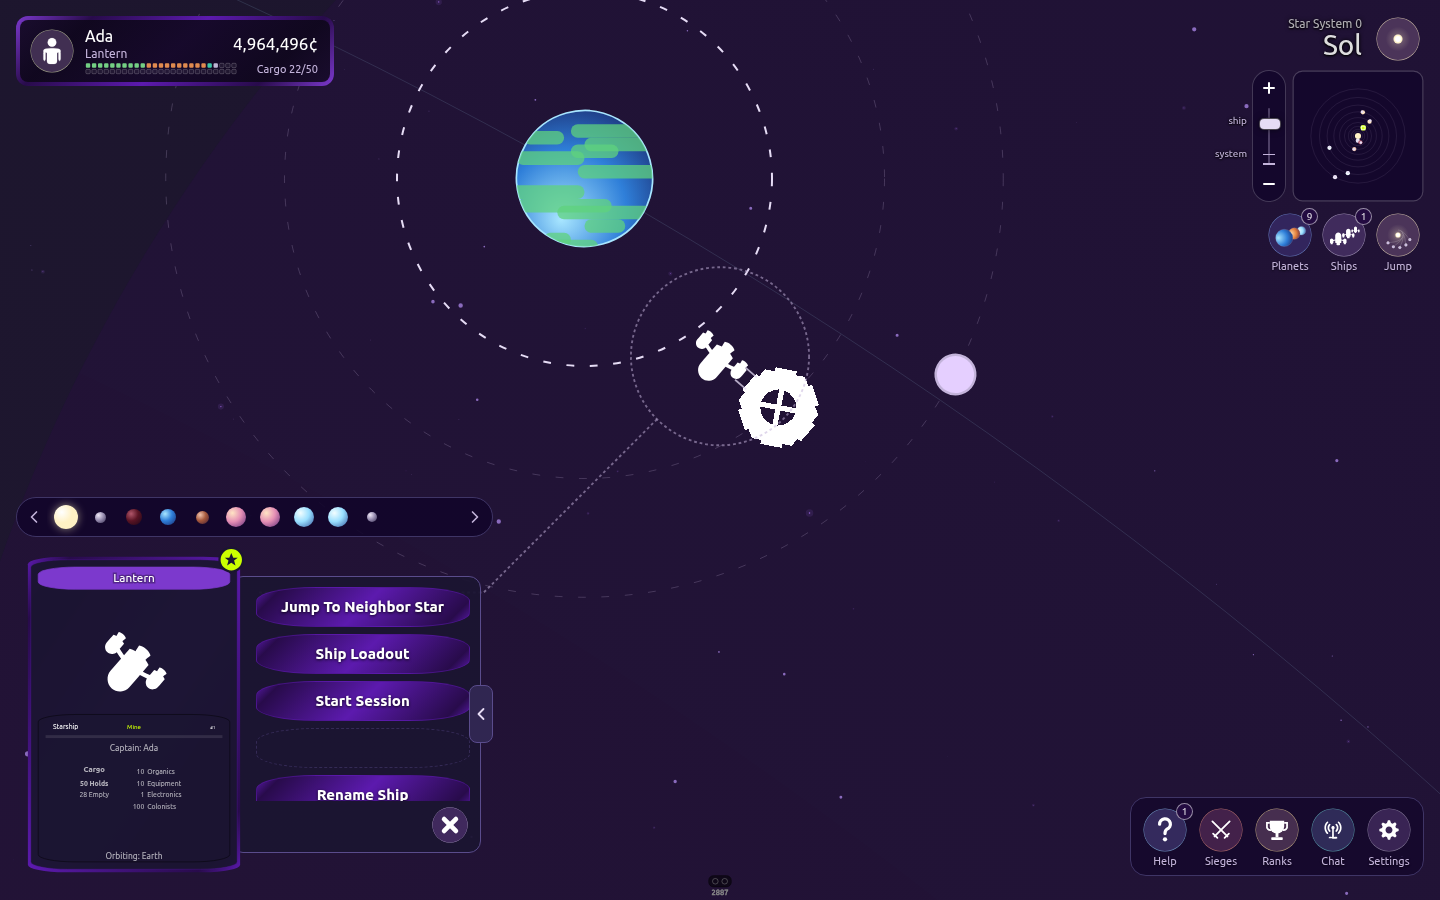 Ada
Lantern
4,964,496¢
Cargo 22/50
Star System 0
Sol
ship
system
9
1
Planets
Ships
Jump
Lantern
Starship
Mine
#1
Captain: Ada
Cargo
50 Holds
28 Empty
10 Organics
10 Equipment
1 Electronics
100 Colonists
Orbiting: Earth
Jump To Neighbor Star
Ship Loadout
Start Session
Rename Ship
1
Help
Sieges
Ranks
Chat
Settings
2887